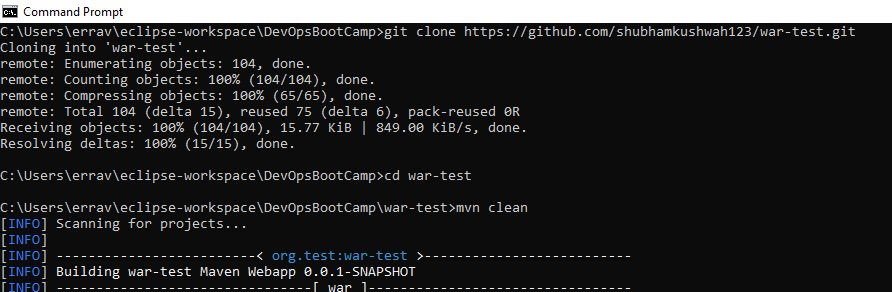 Command Prompt
C:\Users\errav\eclipse-workspace\DevOpsBootCamp>git clone https://github.com/shubhamkushwah123/war-test.git
Cloning into 'war-test'...
remote: Enumerating objects: 104, done.
remote: Counting objects: 100% (104/104), done.
remote: Compressing objects: 100% (65/65), done.
remote: Total 104 (delta 15), reused 75 (delta 6), pack-reused 0R
Receiving objects: 100% (104/104), 15.77 KiB | 849.00 KiB/s, done.
Resolving deltas: 100% (15/15), done.
C:\Users\errav\eclipse-workspace\DevOpsBootCamp>cd war-test
C:\Users\errav\eclipse-workspace\DevOpsBootCamp\war-test>mvn clean
[INFO] Scanning for projects...
[INFO]
[INFO] -------------------------< org.test:war-test >--------------------------
[INFO] Building war-test Maven Webapp 0.0.1-SNAPSHOT
[INFO] --------------------------------[ war ]---------------------------------